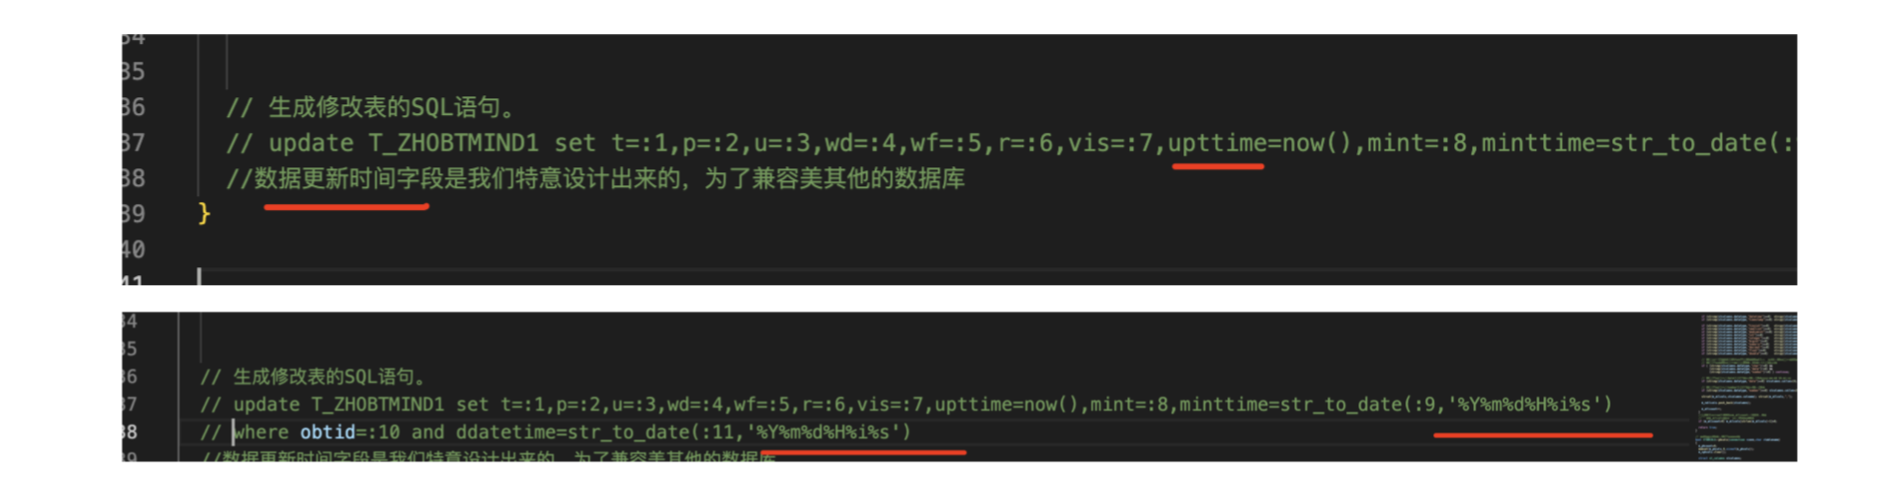 34
35
36 // 生成修改表的SQL语句。
37 // update T_ZHOBTMIND1 set t=:1,p=:2,u=:3,wd=:4,wf=:5,r=:6,vis=:7,upttime=now(),mint=:8,minttime=str_to_date(:
38 //数据更新时间字段是我们特意设计出来的，为了兼容美其他的数据库
39 }
40
41
34
35
36 // 生成修改表的SQL语句。
37 // update T_ZHOBTMIND1 set t=:1,p=:2,u=:3,wd=:4,wf=:5,r=:6,vis=:7,upttime=now(),mint=:8,minttime=str_to_date(:9,'%Y%m%d%H%i%s')
38 // where obtid=:10 and ddatetime=str_to_date(:11,'%Y%m%d%H%i%s')
39 //数据更新时间字段是我们特意设计出来的，为了兼容美其他的数据库